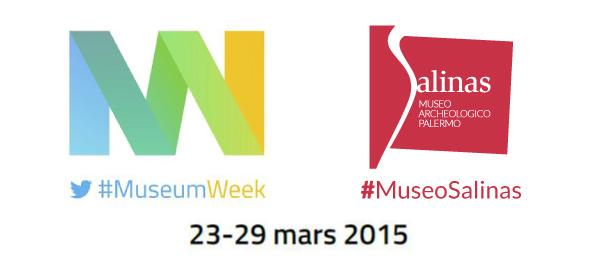 Salinas
MUSEO
ARCHEOLOGICO
PALERMO
#MuseumWeek
#MuseoSalinas
23-29 mars 2015